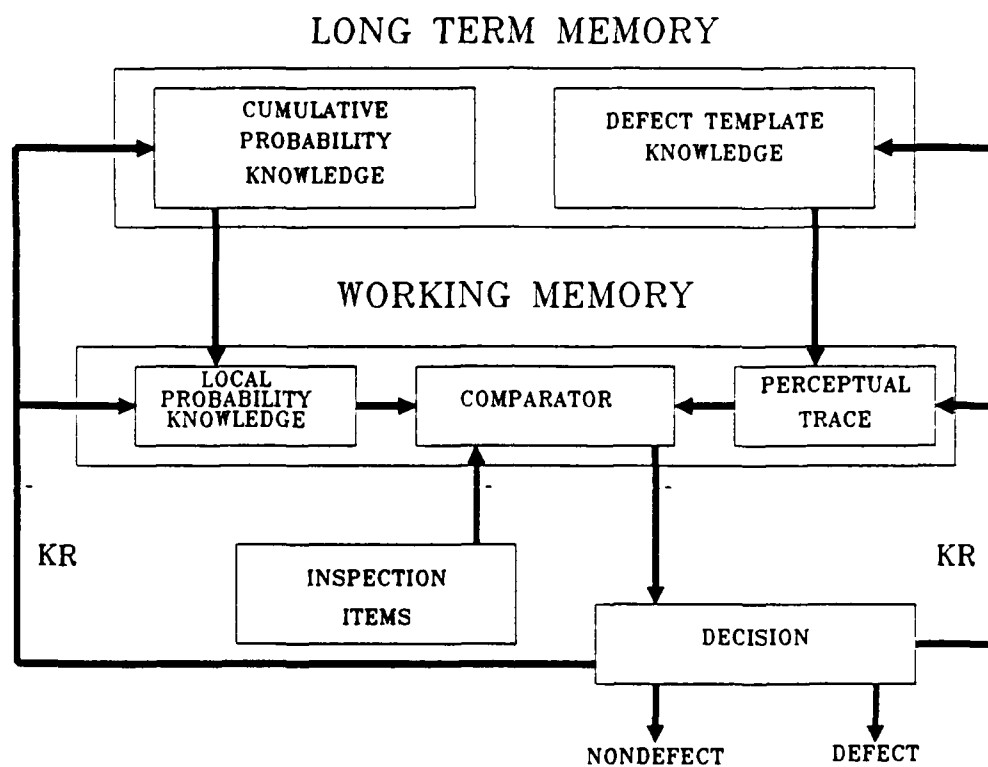 LONG TERM MEMORY
CUMULATIVE
PROBABILITY
KNOWLEDGE
DEFECT TEMPLATE
KNOWLEDGE
WORKING MEMORY
LOCAL
PROBABILITY
KNOWLEDGE
COMPARATOR
PERCEPTUAL
TRACE
KR
KR
INSPECTION
ITEMS
DECISION
NONDEFECT
DEFECT